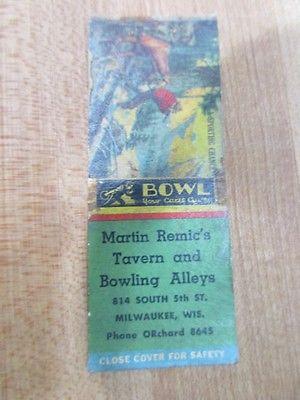 BOWL
Your Cares Away
Martin Remic's
Tavern and
Bowling Alleys
814 SOUTH 5th ST.
MILWAUKEE, WIS.
Phone ORchard 8645
CLOSE COVER FOR SAFETY